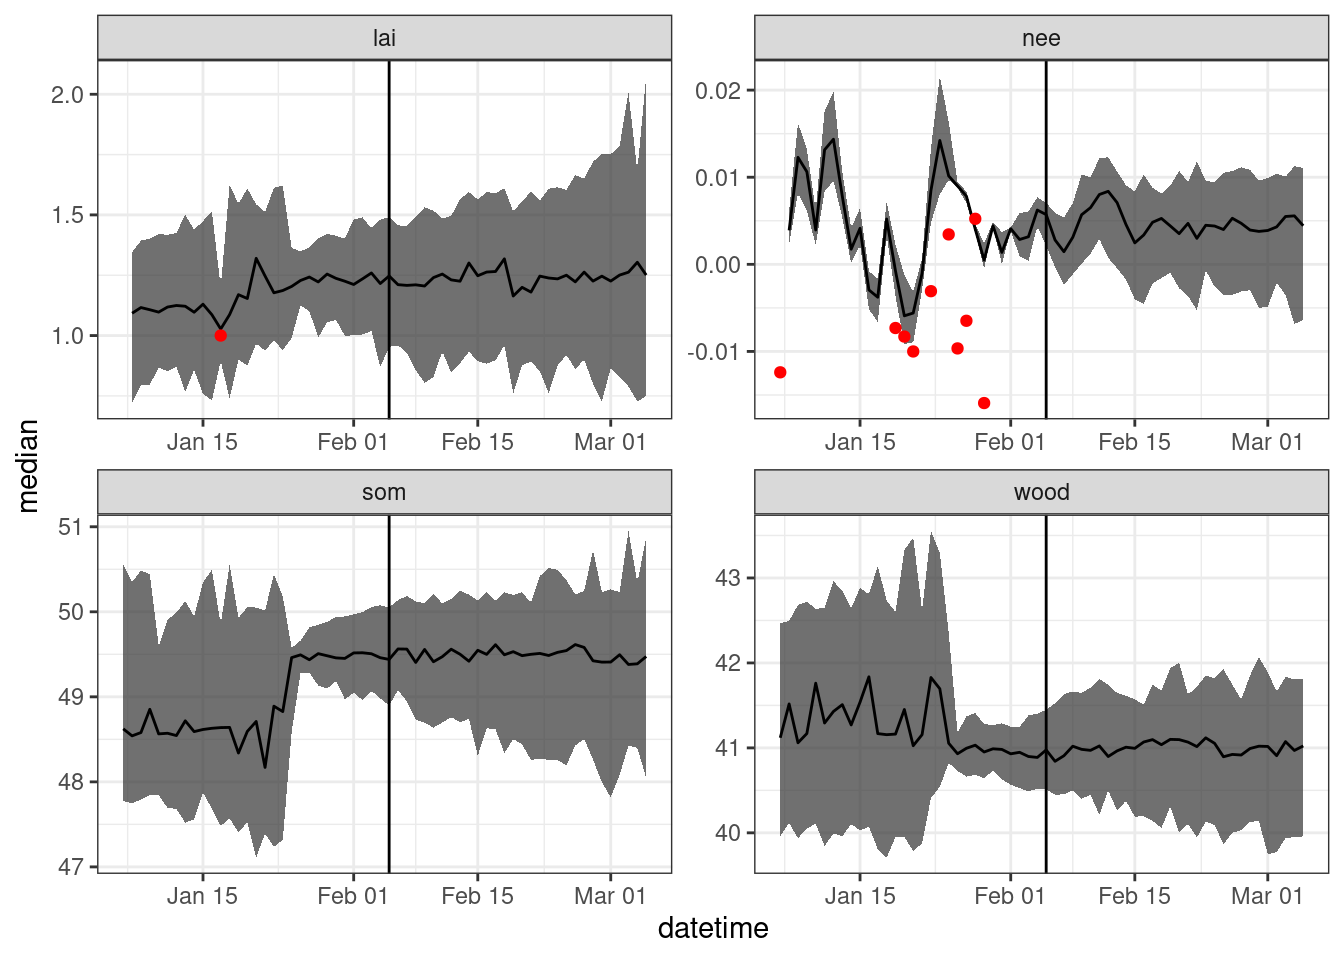 lai
nee
2.0
1.5
1.0
0.02
0.01
0.00
-0.01
Jan 15 Feb 01 Feb 15 Mar 01
Jan 15 Feb 01 Feb 15 Mar 01
median
som
wood
51
50
49
48
47
43
42
41
40
Jan 15 Feb 01 Feb 15 Mar 01
Jan 15 Feb 01 Feb 15 Mar 01
datetime